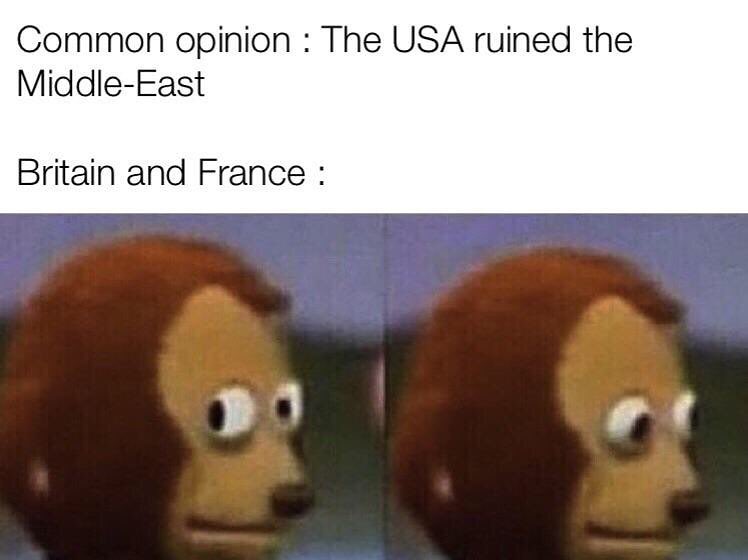 Common opinion : The USA ruined the
Middle-East
Britain and France :